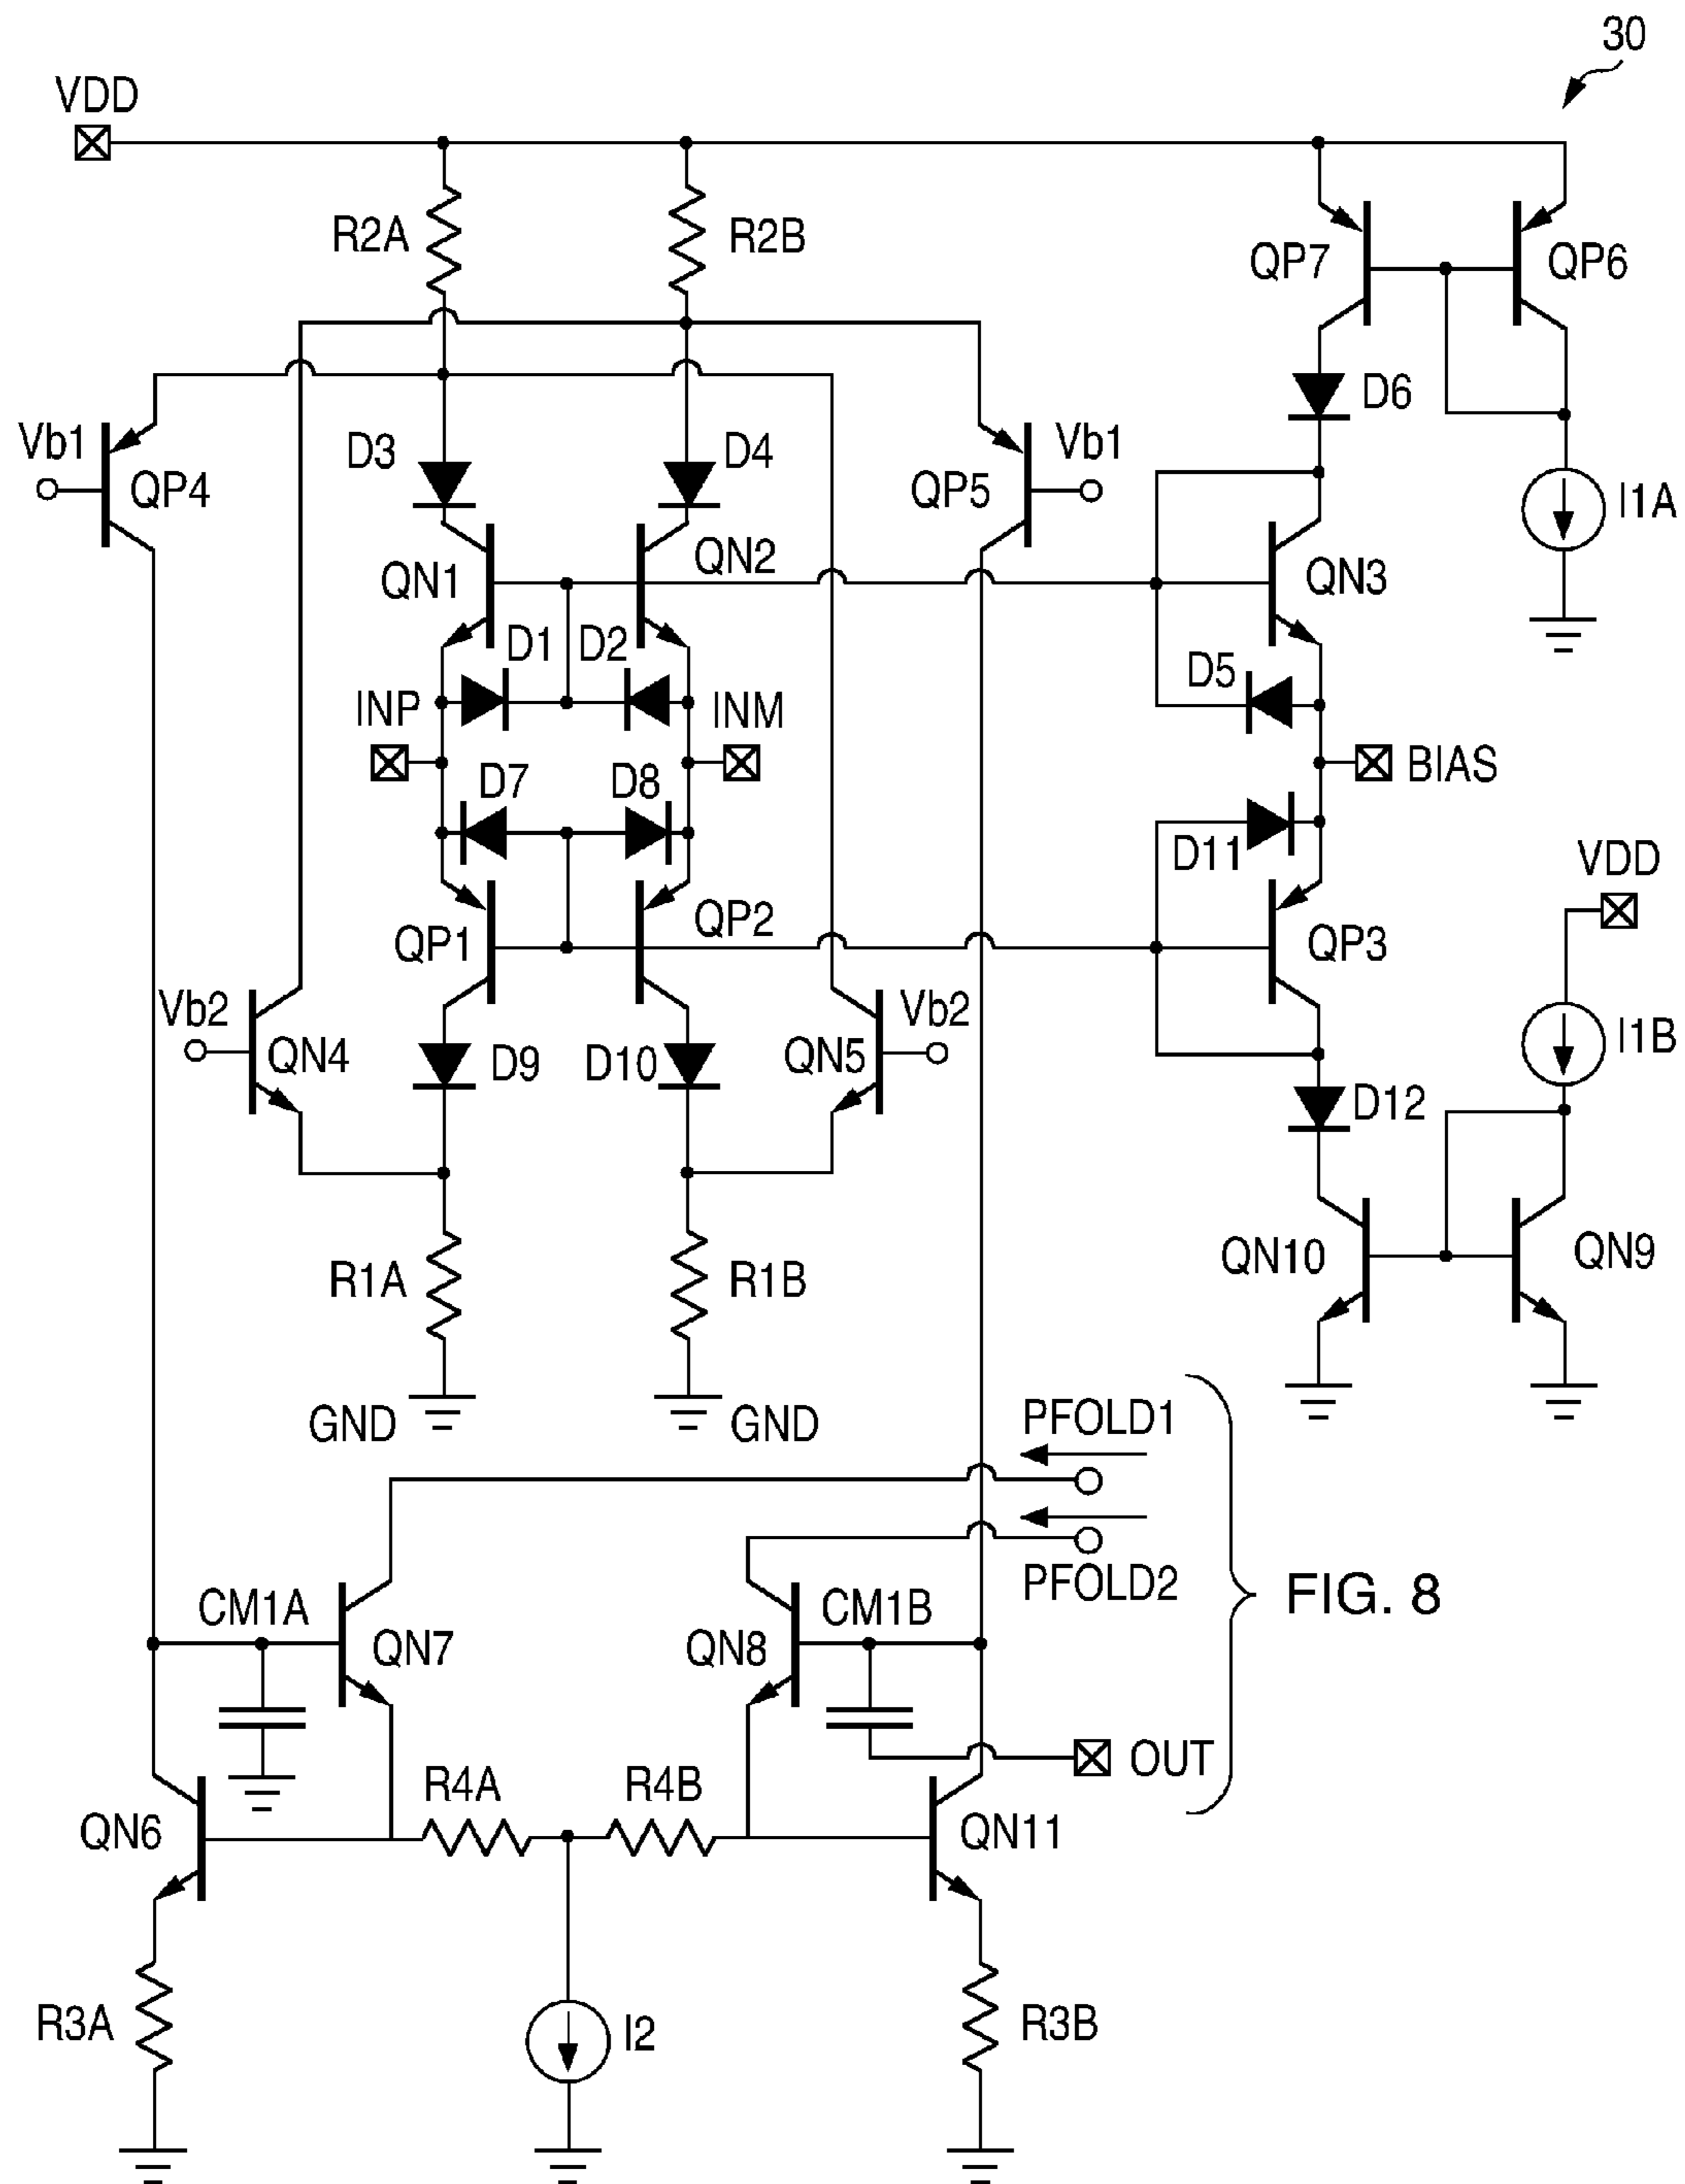 30
VDD
R2A
R2B
QP7
QP6
D6
Vb1
QP4
D3
D4
QP5
Vb1
I1A
QN1
QN2
QN3
D1
D2
D5
INP
INM
BIAS
D7
D8
D11
VDD
QP1
QP2
QP3
Vb2
QN4
D9
D10
QN5
Vb2
I1B
D12
R1A
R1B
QN10
QN9
GND
GND
PFOLD1
PFOLD2
FIG. 8
CM1A
QN7
QN8
CM1B
OUT
R4A
R4B
QN6
QN11
R3A
I2
R3B